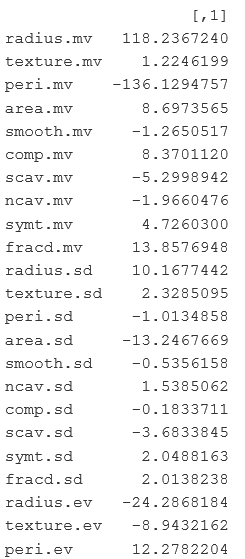 [,1]
radius.mv 118.2367240
texture.mv 1.2246199
peri.mv -136.1294757
area.mv 8.6973565
smooth.mv -1.2650517
comp.mv 8.3701120
scav.mv -5.2998942
ncav.mv -1.9660476
symt.mv 4.7260300
fracd.mv 13.8576948
radius.sd 10.1677442
texture.sd 2.3285095
peri.sd -1.0134858
area.sd -13.2467669
smooth.sd -0.5356158
ncav.sd 1.5385062
comp.sd -0.1833711
scav.sd -3.6833845
symt.sd 2.0488163
fracd.sd 2.0138238
radius.ev -24.2868184
texture.ev -8.9432162
peri.ev 12.2782204